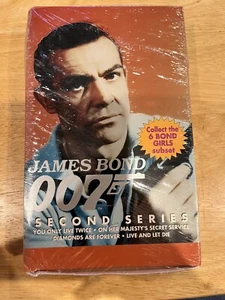 Collect the
6 BOND
GIRLS
subset
JAMES BOND
007
SECOND SERIES
YOU ONLY LIVE TWICE • ON HER MAJESTY'S SECRET SERVICE
DIAMONDS ARE FOREVER • LIVE AND LET DIE